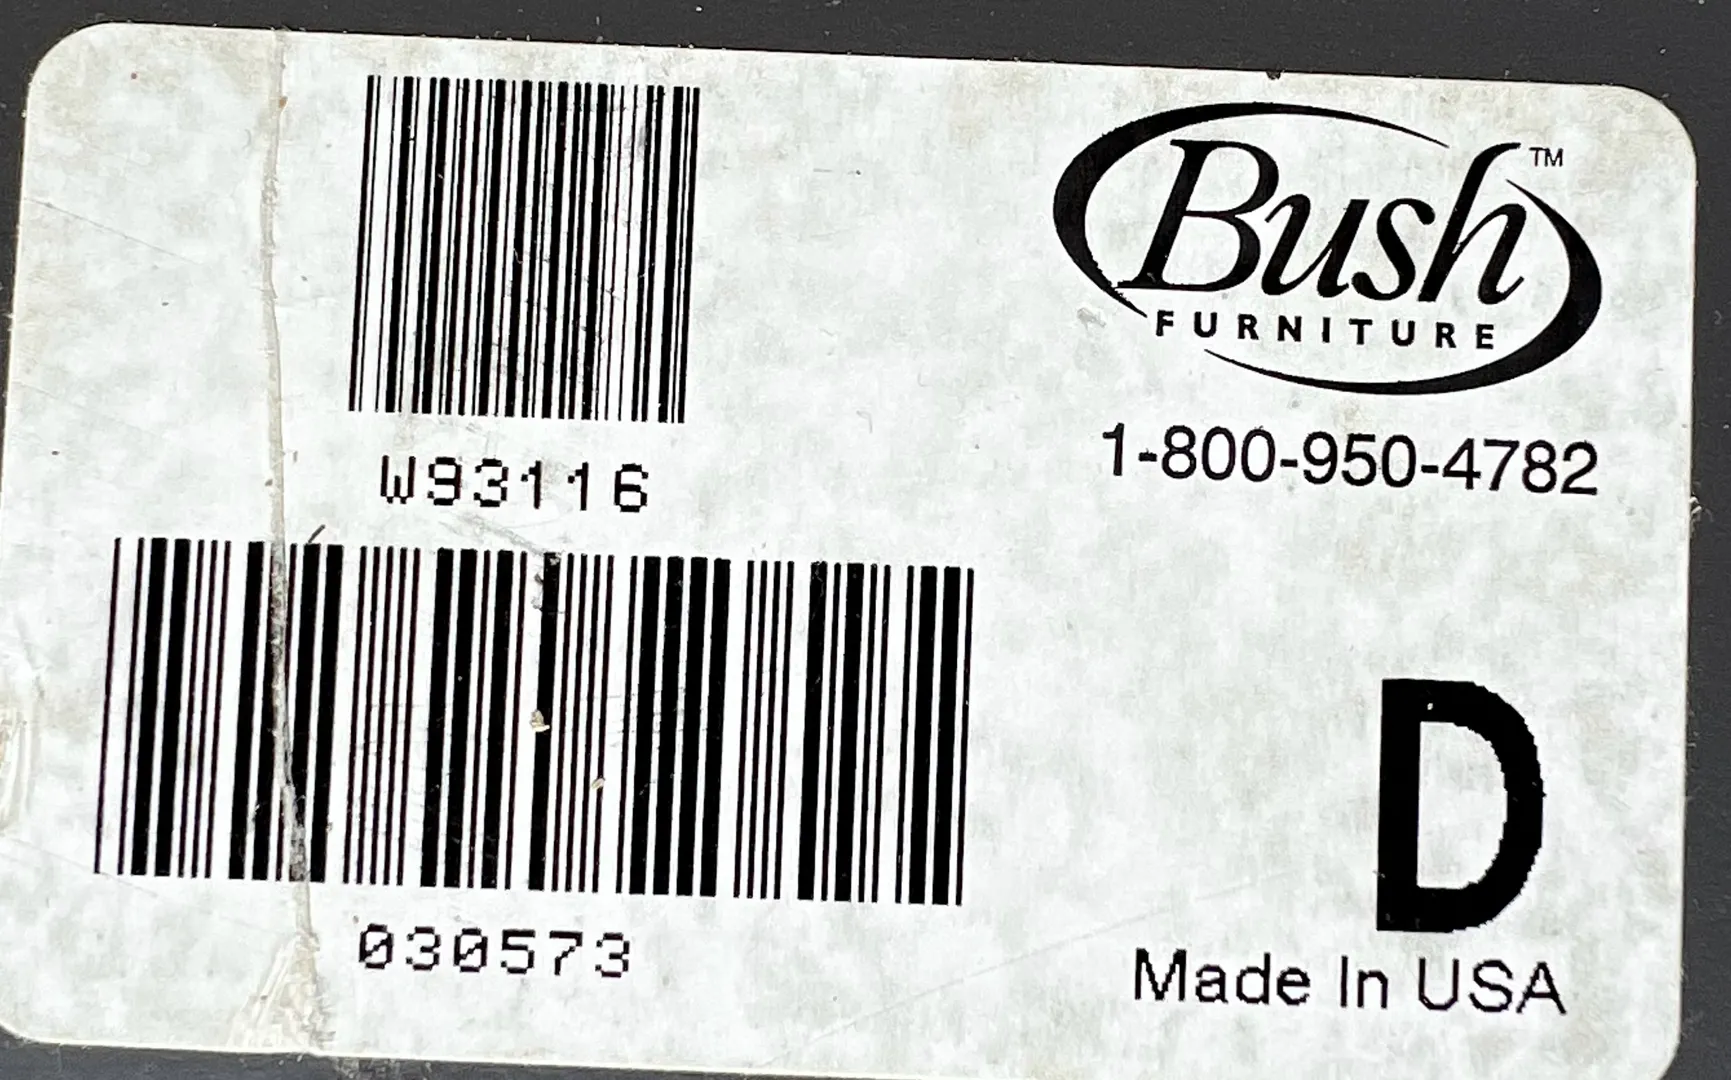 W93116
030573
Bush™
FURNITURE
1-800-950-4782
D
Made In USA